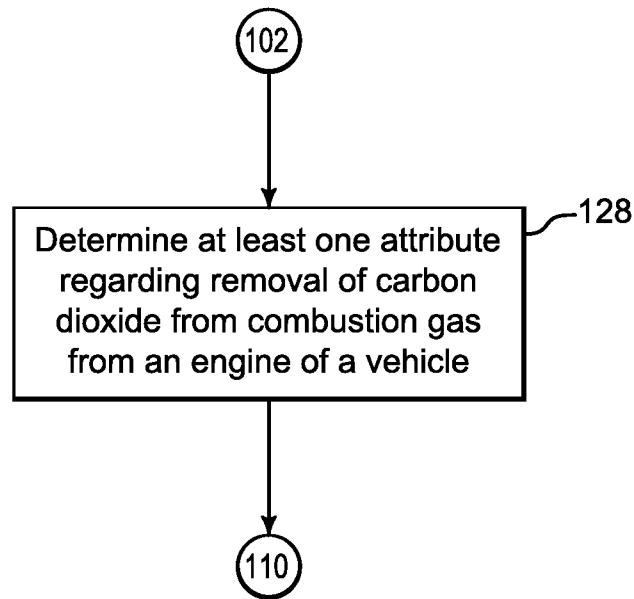 102
128
Determine at least one attribute
regarding removal of carbon
dioxide from combustion gas
from an engine of a vehicle
110